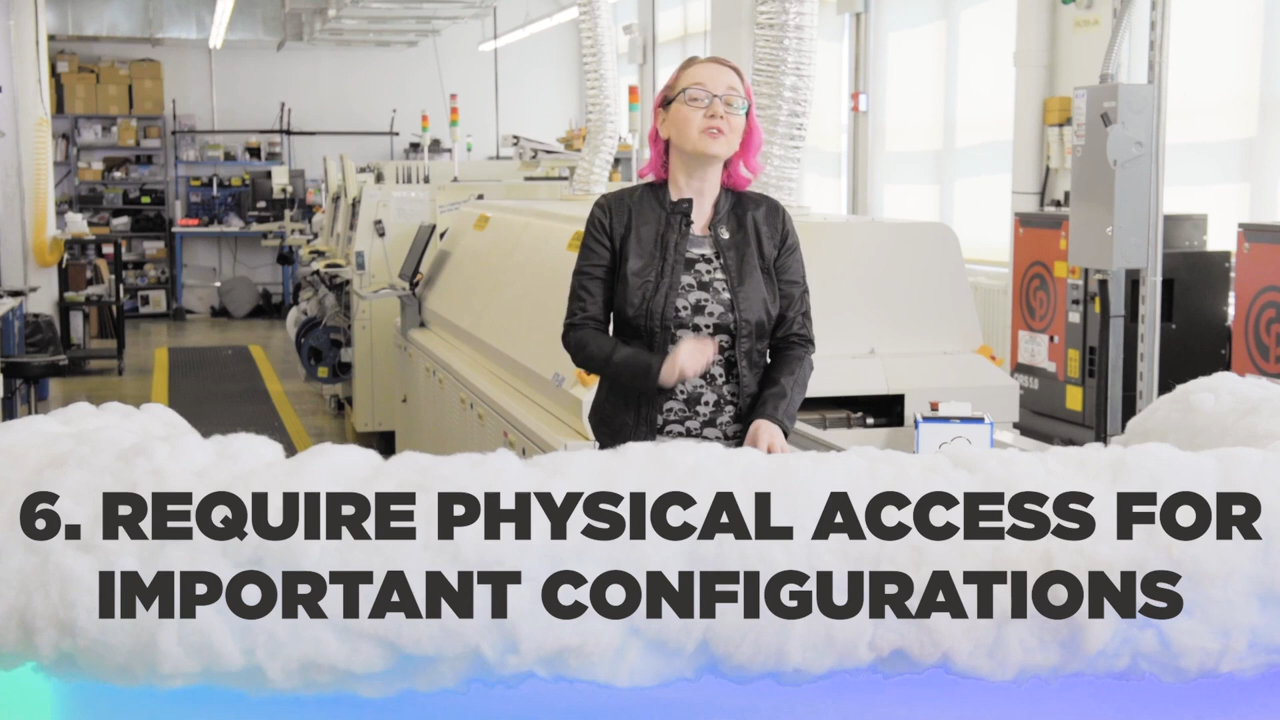 6. REQUIRE PHYSICAL ACCESS FOR
IMPORTANT CONFIGURATIONS